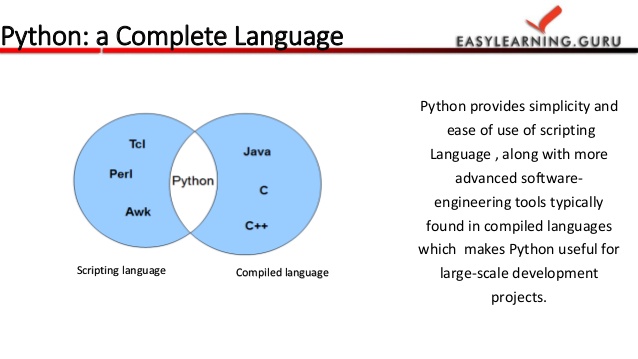 Python: a Complete Language
EASYLEARNING.GURU
Tcl
Perl
Awk
Python
Java
C
C++
Scripting language
Compiled language
Python provides simplicity and
ease of use of scripting
Language , along with more
advanced software-
engineering tools typically
found in compiled languages
which makes Python useful for
large-scale development
projects.